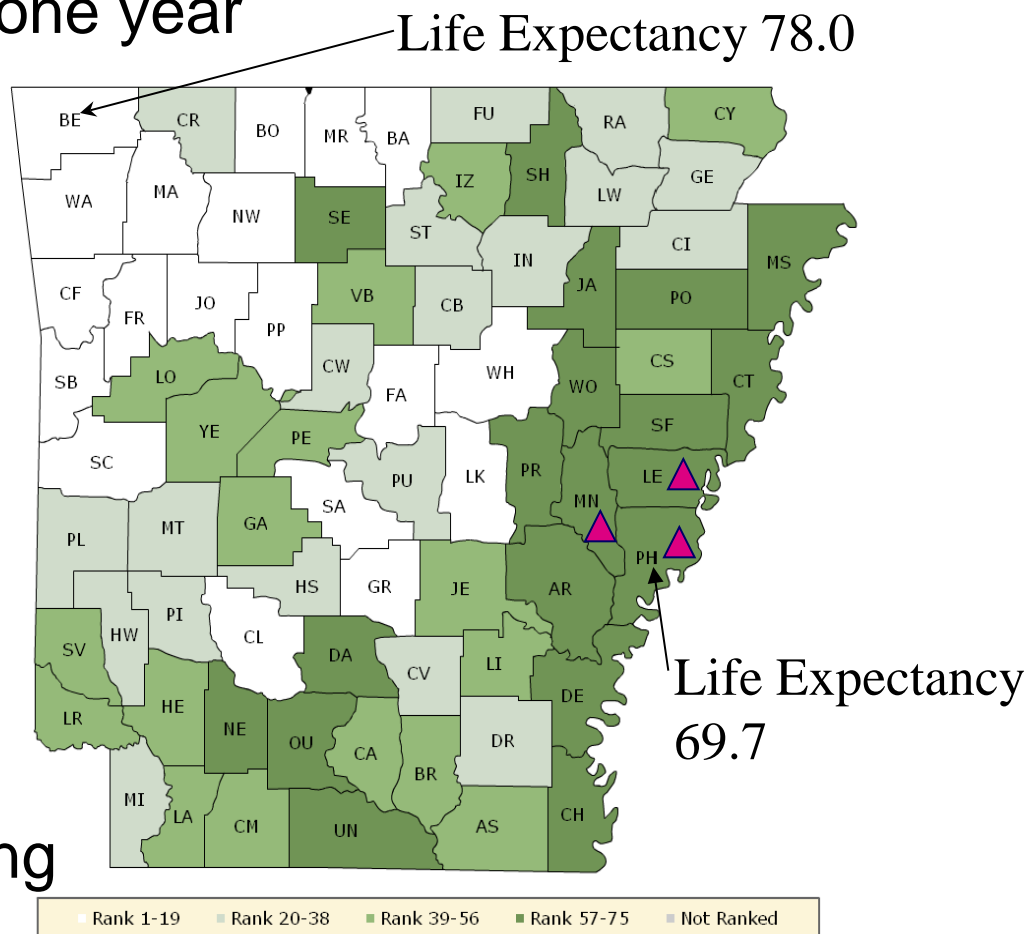 one year
Life Expectancy 78.0
BE
CR
BO
MR
BA
FU
RA
CY
WA
MA
NW
SE
IZ
SH
LW
GE
ST
IN
CI
MS
CF
FR
JO
PP
VB
CB
JA
PO
SB
LO
CW
FA
WH
WO
CS
CT
SC
YE
PE
PU
LK
PR
SF
SA
MN
LE
PL
MT
GA
HS
GR
JE
AR
PH
SV
HW
PI
CL
DA
CV
LI
DE
Life Expectancy
69.7
LR
HE
NE
OU
CA
BR
DR
MI
LA
CM
UN
AS
CH
ng
Rank 1-19 Rank 20-38 Rank 39-56 Rank 57-75 Not Ranked